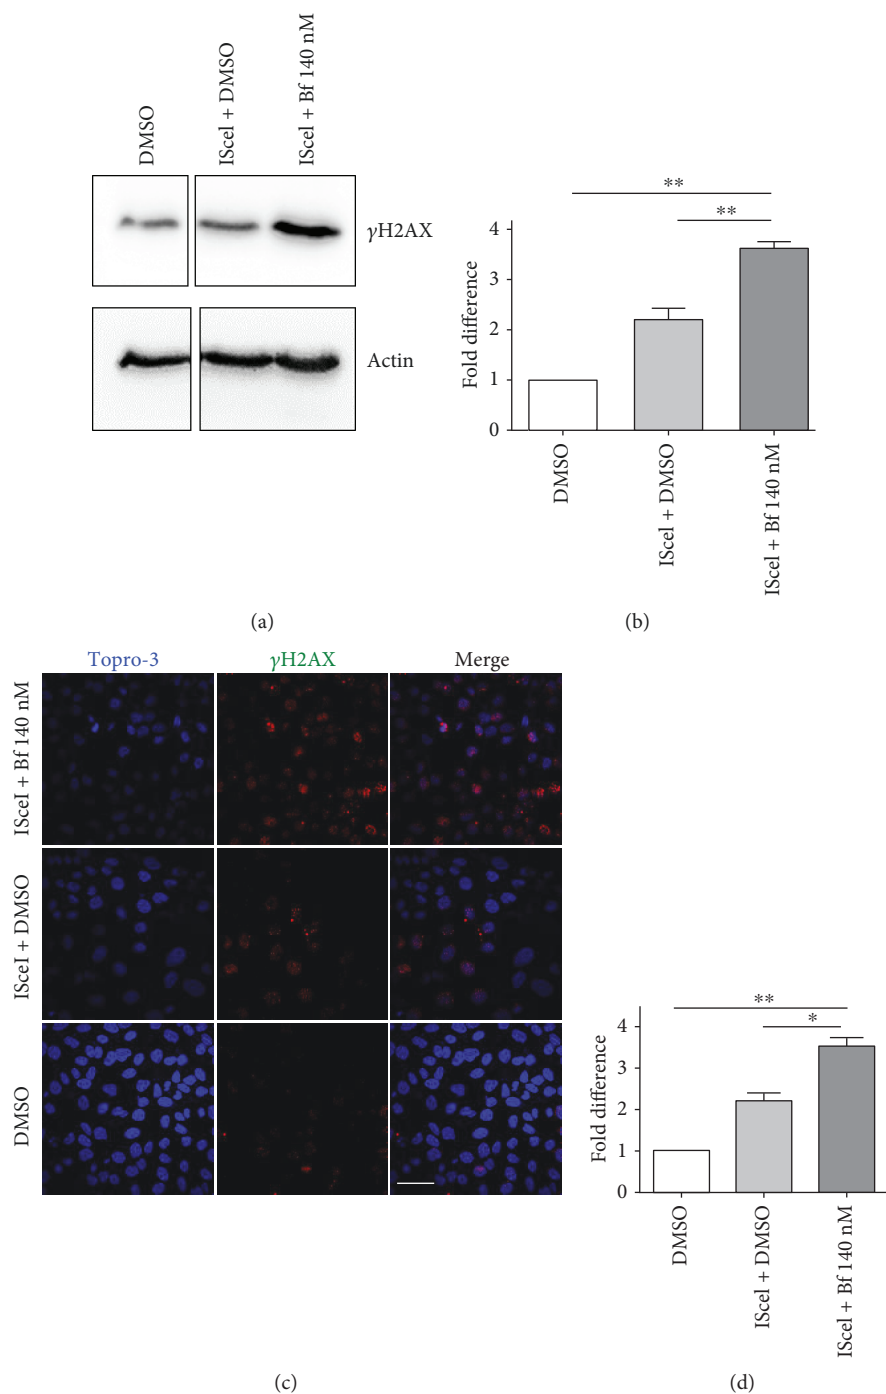 DMSO
IScel + DMSO
IScel + Bf 140 nM
γH2AX
Actin
(a)
**
**
Fold difference
4
3
2
1
0
DMSO
IScel + DMSO
IScel + Bf 140 nM
(b)
Topro-3
γH2AX
Merge
ISceI + Bf 140 nM
ISceI + DMSO
DMSO
(c)
**
*
Fold difference
4
3
2
1
0
DMSO
IScel + DMSO
IScel + Bf 140 nM
(d)